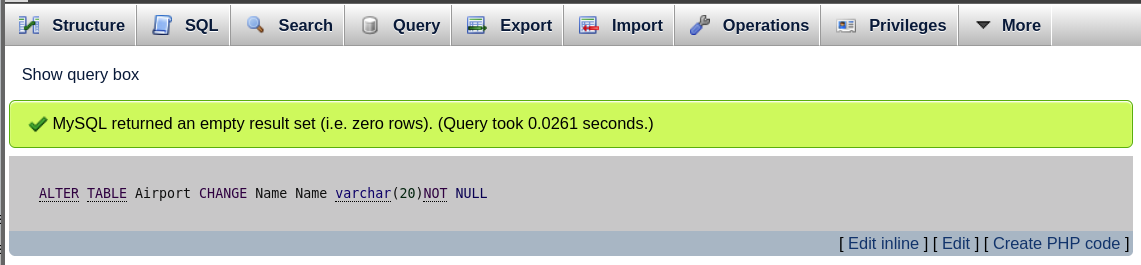 Structure SQL Search Query Export Import Operations Privileges More
Show query box
MySQL returned an empty result set (i.e. zero rows). (Query took 0.0261 seconds.)
ALTER TABLE Airport CHANGE Name Name varchar(20)NOT NULL
[ Edit inline ] [ Edit ] [ Create PHP code ]